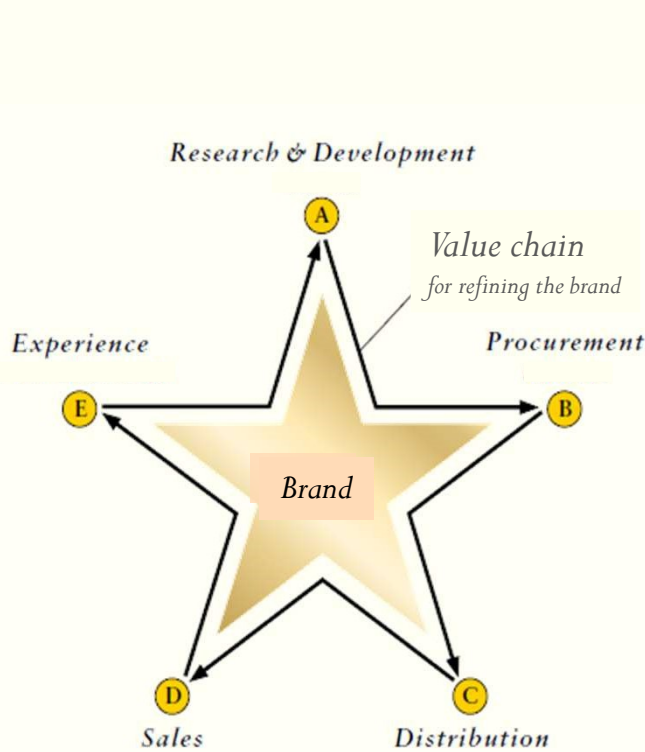 Research & Development
A
Value chain
for refining the brand
Experience
Procurement
E
B
Brand
D
C
Sales
Distribution